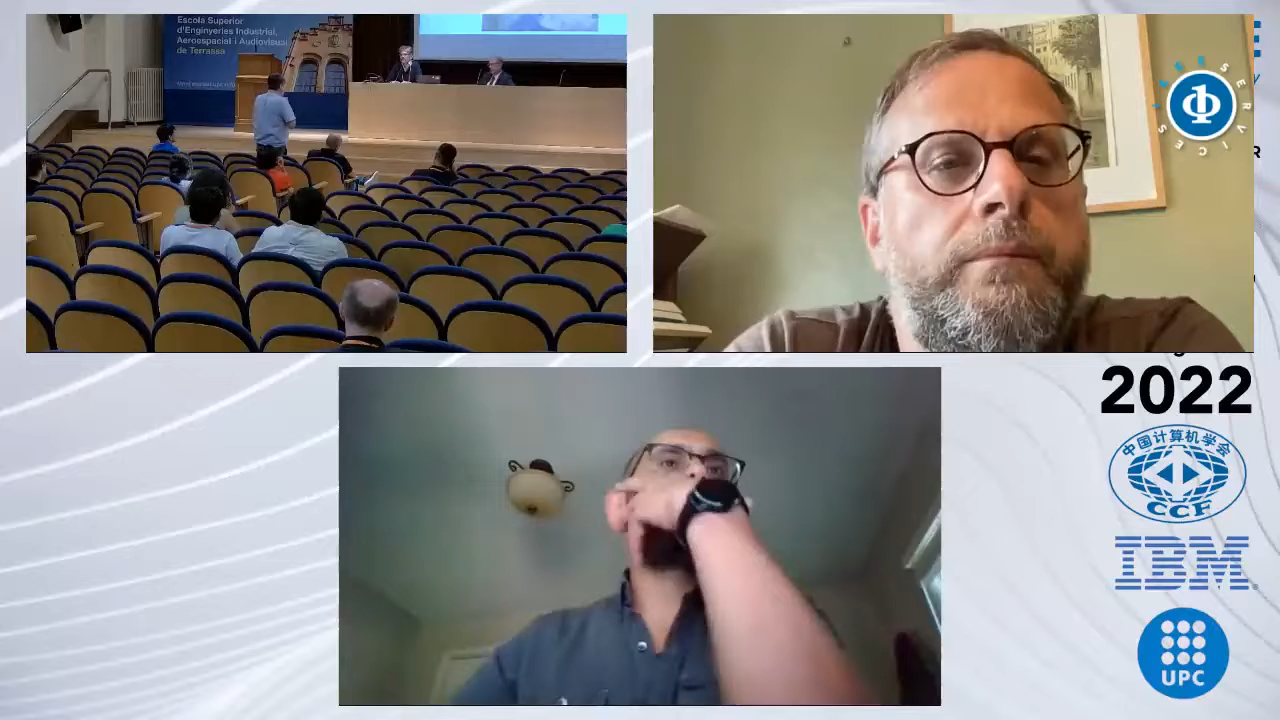 Escola Superior
d'Enginyeries Industrial,
Aeroespacial i Audiovisual
de Terrassa
SERVICES
2022
中国计算机学会
CCF
IBM
UPC